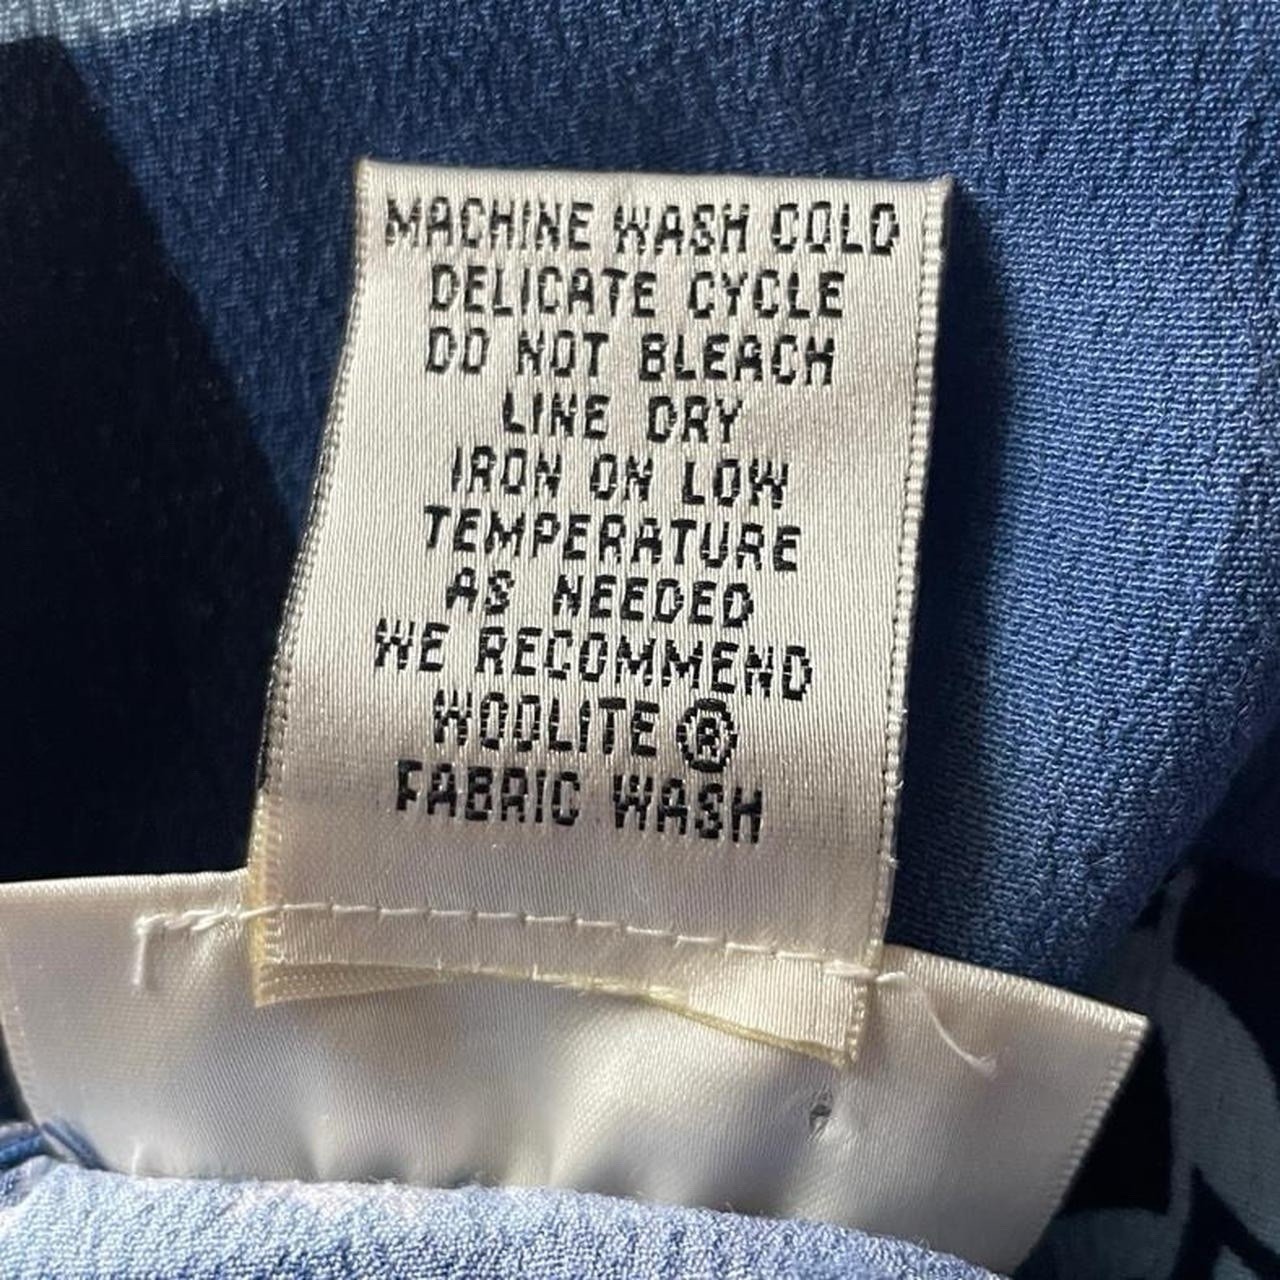 MACHINE WASH COLD
DELICATE CYCLE
DO NOT BLEACH
LINE DRY
IRON ON LOW
TEMPERATURE
AS NEEDED
WE RECOMMEND
WOOLITE ®
FABRIC WASH